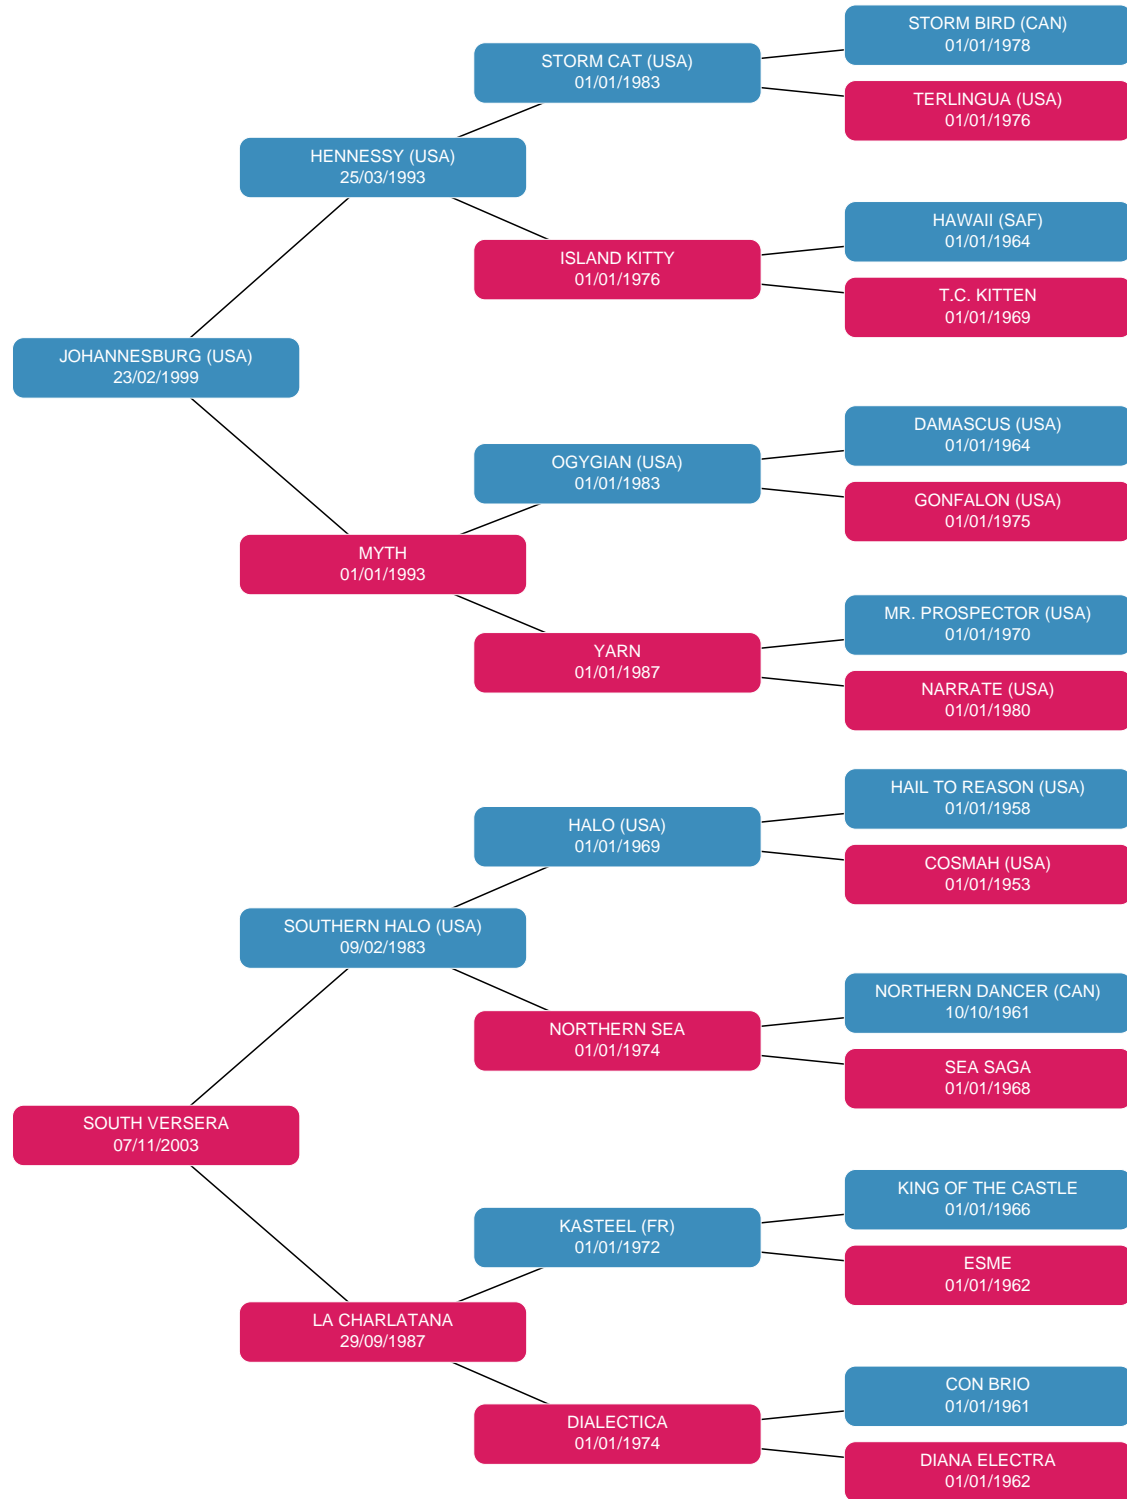 STORM BIRD (CAN)
01/01/1978
STORM CAT (USA)
01/01/1983
TERLINGUA (USA)
01/01/1976
HENNESSY (USA)
25/03/1993
HAWAII (SAF)
01/01/1964
ISLAND KITTY
01/01/1976
T.C. KITTEN
01/01/1969
JOHANNESBURG (USA)
23/02/1999
DAMASCUS (USA)
01/01/1964
OGYGIAN (USA)
01/01/1983
GONFALON (USA)
01/01/1975
MYTH
01/01/1993
MR. PROSPECTOR (USA)
01/01/1970
YARN
01/01/1987
NARRATE (USA)
01/01/1980
HAIL TO REASON (USA)
01/01/1958
HALO (USA)
01/01/1969
COSMAH (USA)
01/01/1953
SOUTHERN HALO (USA)
09/02/1983
NORTHERN DANCER (CAN)
10/10/1961
NORTHERN SEA
01/01/1974
SEA SAGA
01/01/1968
SOUTH VERSERA
07/11/2003
KING OF THE CASTLE
01/01/1966
KASTEEL (FR)
01/01/1972
ESME
01/01/1962
LA CHARLATANA
29/09/1987
CON BRIO
01/01/1961
DIALECTICA
01/01/1974
DIANA ELECTRA
01/01/1962